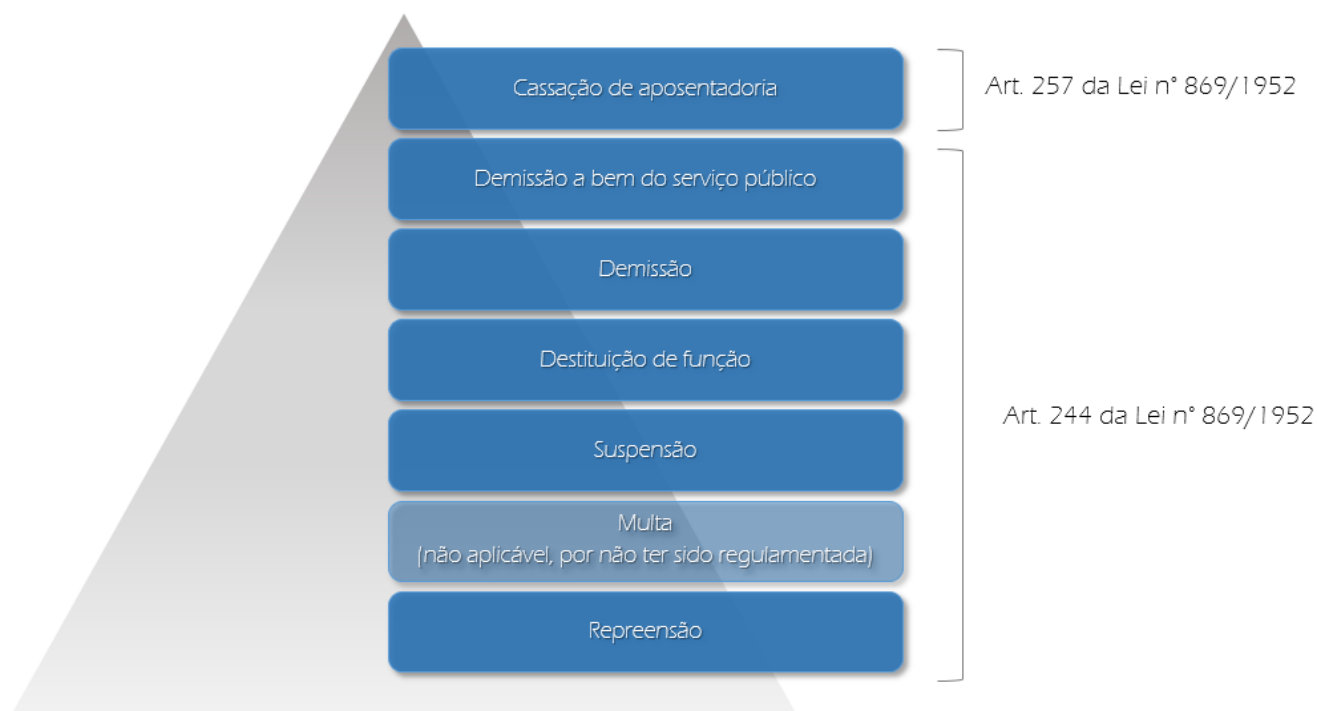 Cassação de aposentadoria
Art. 257 da Lei n° 869/1952
Demissão a bem do serviço público
Demissão
Destituição de função
Art. 244 da Lei n° 869/1952
Suspensão
Multa
(não aplicável, por não ter sido regulamentada)
Repreensão